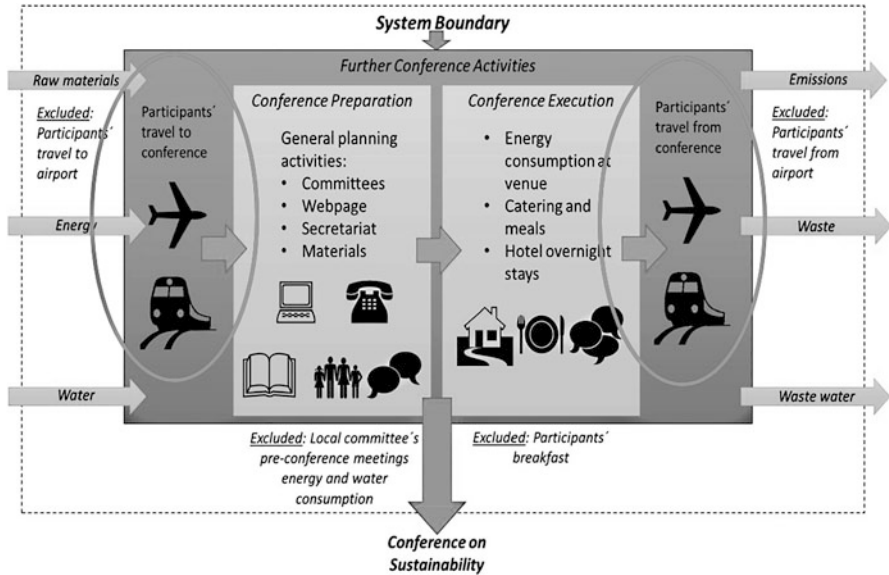 System Boundary
Further Conference Activities
Raw materials
Excluded:
Participants´
travel to
airport
Energy
Water
Participants´
travel to
conference
Conference Preparation
General planning
activities:
• Committees
• Webpage
• Secretariat
• Materials
Conference Execution
• Energy
consumption at
venue
• Catering and
meals
• Hotel overnight
stays
Participants´
travel from
conference
Emissions
Excluded:
Participants´
travel from
airport
Waste
Waste water
Excluded: Local committee´s
pre-conference meetings
energy and water
consumption
Excluded: Participants´
breakfast
Conference on
Sustainability